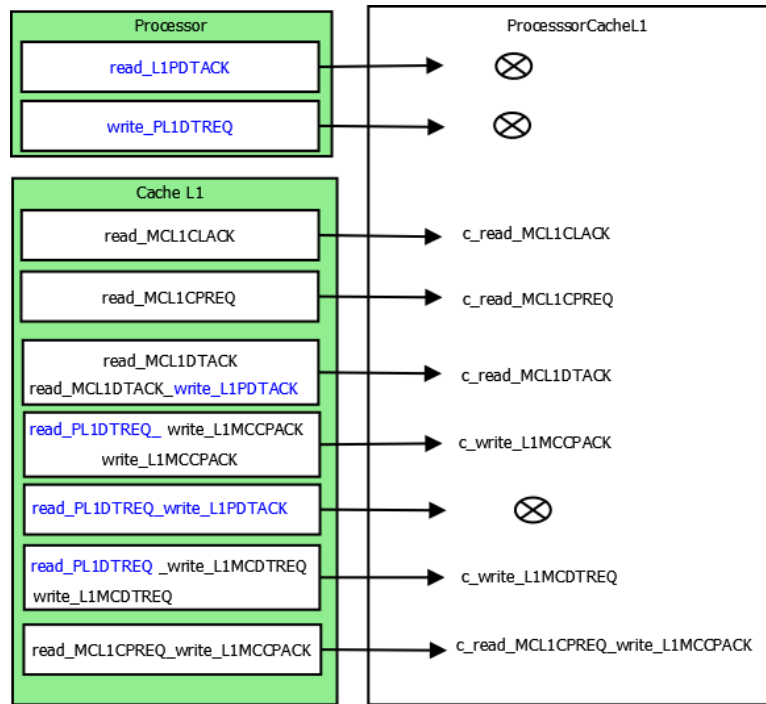 Processor
read_L1PDTACK
write_PL1DTREQ
Cache L1
read_MCL1CLACK
read_MCL1CPREQ
read_MCL1DTACK
read_MCL1DTACK_write_L1PDTACK
read_PL1DTREQ_ write_L1MCCPACK
write_L1MCCPACK
read_PL1DTREQ_write_L1PDTACK
read_PL1DTREQ _write_L1MCDTREQ
write_L1MCDTREQ
read_MCL1CPREQ_write_L1MCCPACK
ProcesssorCacheL1
c_read_MCL1CLACK
c_read_MCL1CPREQ
c_read_MCL1DTACK
c_write_L1MCCPACK
c_write_L1MCDTREQ
c_read_MCL1CPREQ_write_L1MCCPACK